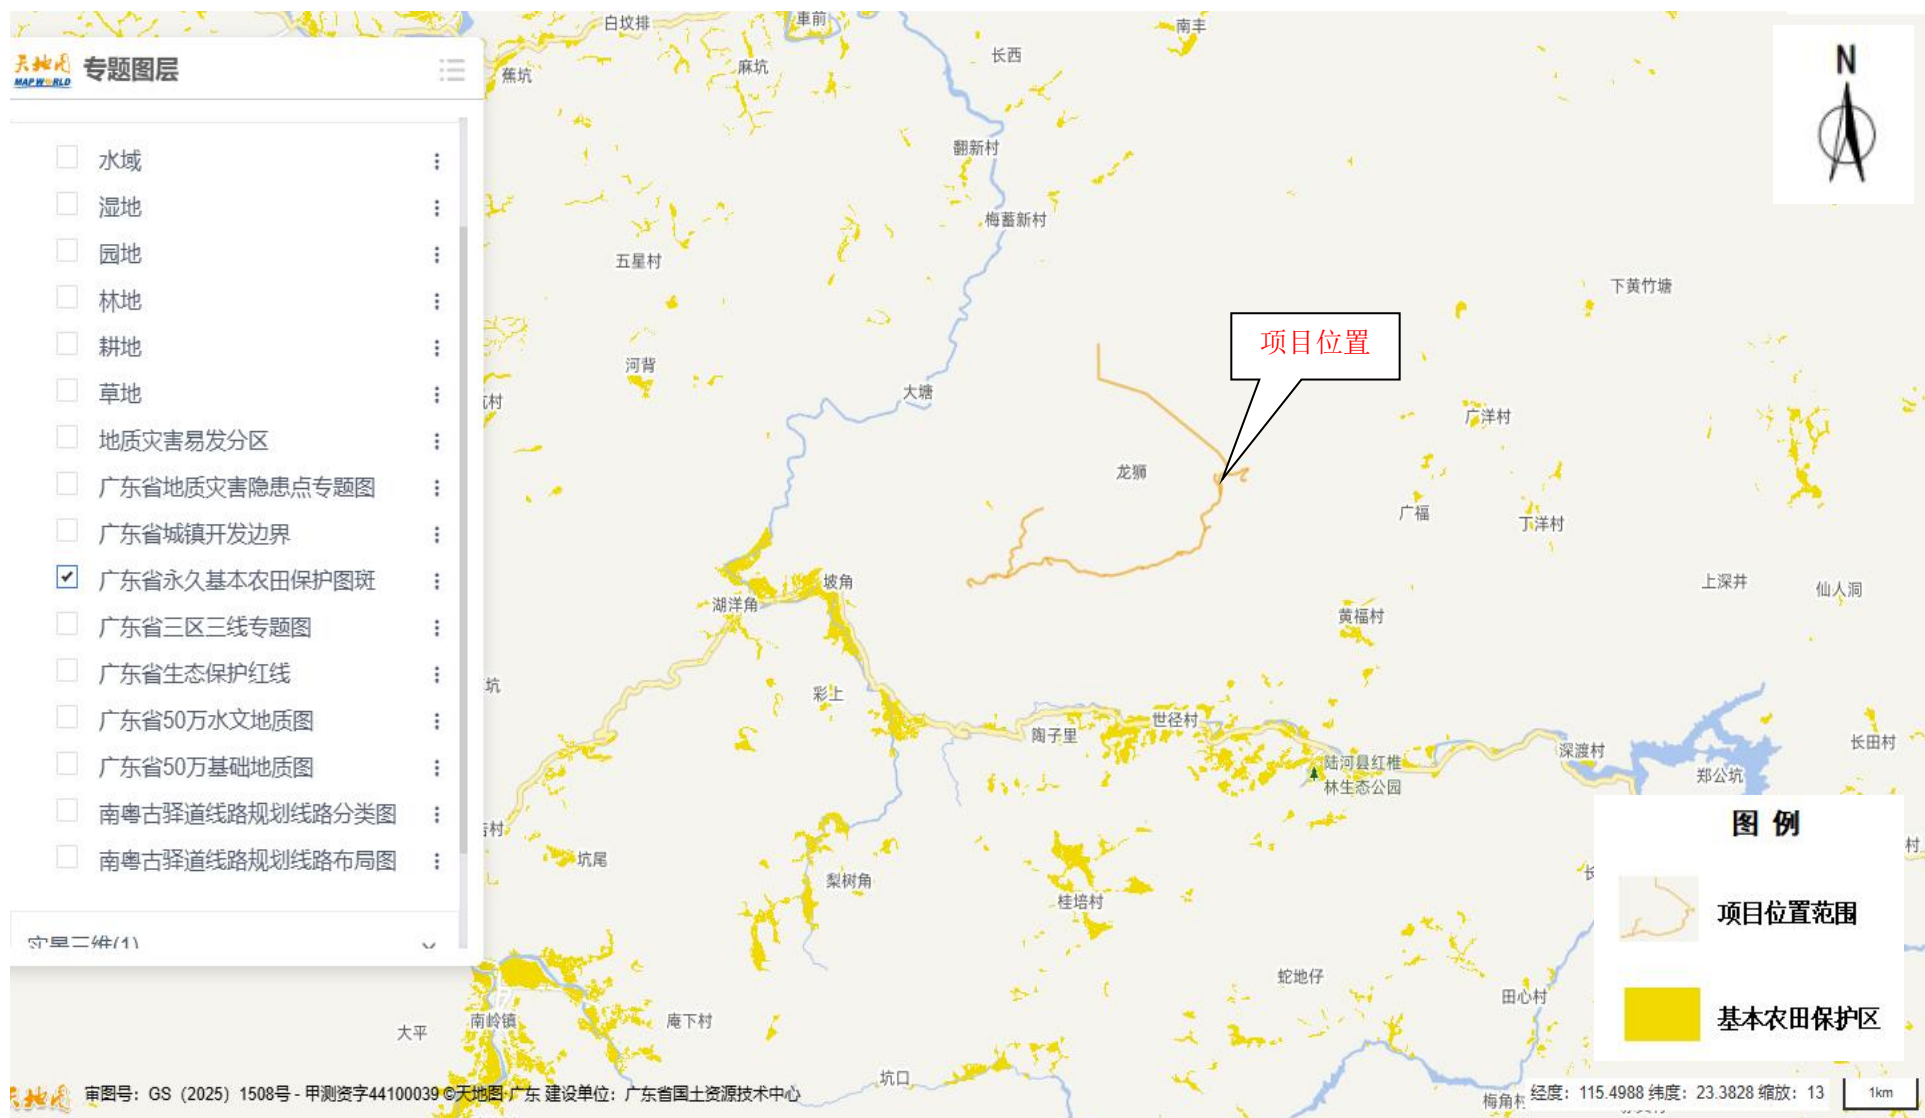 天地图
MAP WORLD
专题图层
水域
湿地
园地
林地
耕地
草地
地质灾害易发分区
广东省地质灾害隐患点专题图
广东省城镇开发边界
广东省永久基本农田保护图斑
广东省三区三线专题图
广东省生态保护红线
广东省50万水文地质图
广东省50万基础地质图
南粤古驿道线路规划线路分类图
南粤古驿道线路规划线路布局图
实景三维(1)
白坟排
車前
南丰
长西
麻坑
蕉坑
翻新村
梅蓄新村
五星村
下黄竹塘
项目位置
河背
大塘
村
广洋村
龙狮
广福
丁洋村
坡角
湖洋角
上深井
仙人洞
黄福村
坑
彩上
世径村
陶子里
深渡村
长田村
陆河县红椎
林生态公园
郑公坑
村
坑尾
梨树角
桂培村
村
蛇地仔
田心村
南岭镇
庵下村
大平
坑口
梅角村
N
图 例
项目位置范围
基本农田保护区
天地图
审图号：GS（2025）1508号 - 甲测资字44100039 ©天地图·广东 建设单位：广东省国土资源技术中心
经度：115.4988 纬度：23.3828 缩放：13
1km